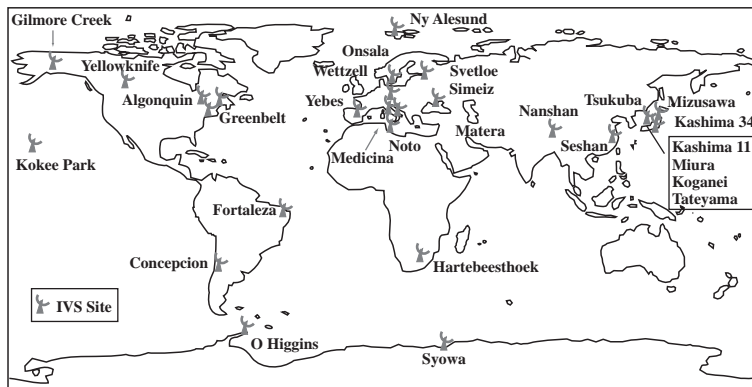 Ny Alesund
Gilmore Creek
Onsala
Yellowknife
Wettzell
Svetloe
Simeiz
Algonquin
Yebes
Greenbelt
Nanshan
Tsukuba
Mizusawa
Kashima 34
Matera
Seshan
Medicina
Noto
Kokee Park
Kashima 11
Miura
Koganei
Tateyama
Fortaleza
Concepcion
Hartebeesthoek
IVS Site
O Higgins
Syowa